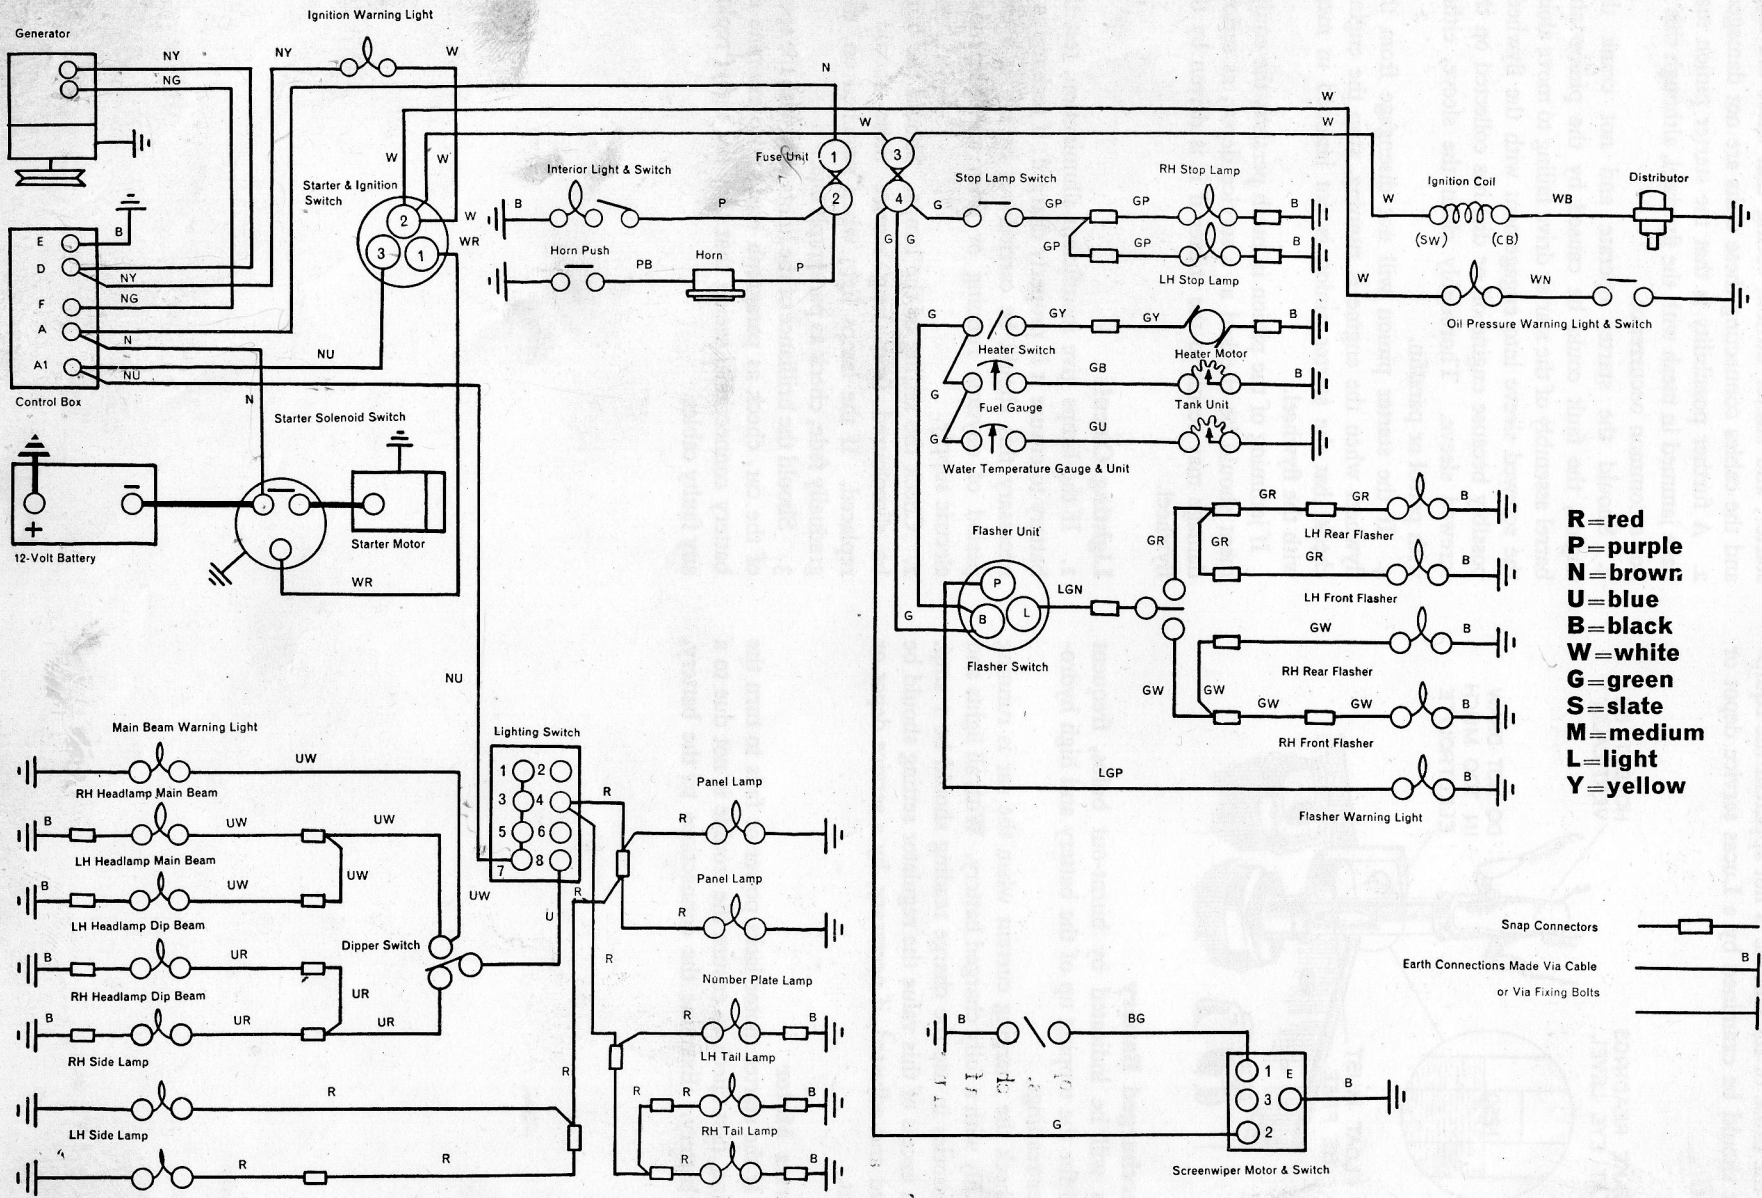 Ignition Warning Light
Generator
NY
NG
NY
W
N
W
W
W
W
W
Starter & Ignition
Switch
2
3
1
W
WR
Fuse Unit
1
2
3
4
Interior Light & Switch
B
P
Horn Push
PB
Horn
P
Stop Lamp Switch
G
GP
GP
GP
GP
RH Stop Lamp
B
LH Stop Lamp
B
G
G
Ignition Coil
W
(SW)
(CB)
WB
Distributor
W
WN
Oil Pressure Warning Light & Switch
B
E
D
F
A
A1
NY
NG
N
NU
NU
Control Box
N
G
GY
GY
B
Heater Switch
Heater Motor
G
GB
B
Fuel Gauge
Tank Unit
G
GU
Water Temperature Gauge & Unit
Starter Solenoid Switch
+
−
12-Volt Battery
Starter Motor
WR
Flasher Unit
P
B
L
G
Flasher Switch
LGN
GR
GR
GR
GR
B
LH Rear Flasher
GR
B
LH Front Flasher
GW
B
RH Rear Flasher
GW
GW
GW
GW
B
RH Front Flasher
LGP
B
Flasher Warning Light
R=red
P=purple
N=brown
U=blue
B=black
W=white
G=green
S=slate
M=medium
L=light
Y=yellow
NU
Main Beam Warning Light
UW
RH Headlamp Main Beam
B
UW
UW
LH Headlamp Main Beam
UW
B
UW
UW
LH Headlamp Dip Beam
B
UR
UR
Dipper Switch
RH Headlamp Dip Beam
B
UR
UR
RH Side Lamp
R
LH Side Lamp
R
R
Lighting Switch
1 2
3 4
5 6
7 8
R
U
R
R
R
Panel Lamp
R
Panel Lamp
R
Number Plate Lamp
R
B
LH Tail Lamp
R
R
B
RH Tail Lamp
R
B
B
BG
1
E
3
2
B
G
Screenwiper Motor & Switch
Snap Connectors
Earth Connections Made Via Cable
B
or Via Fixing Bolts